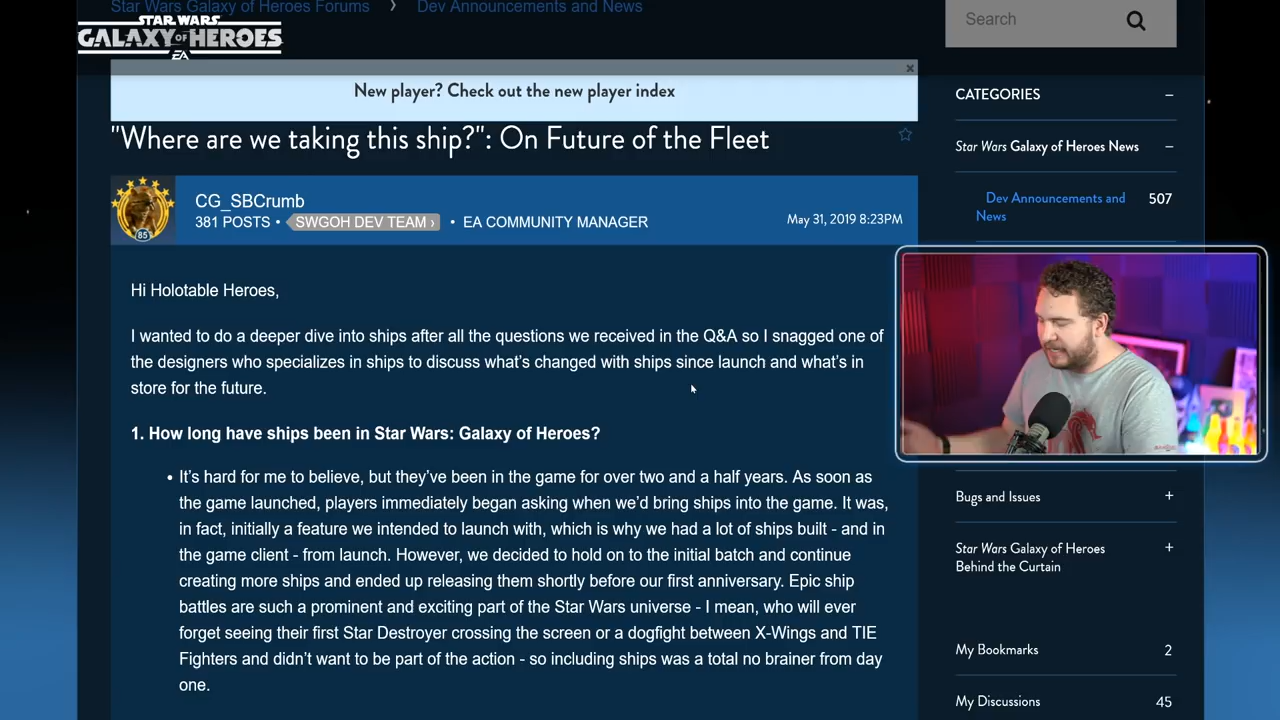 Star Wars Galaxy of Heroes Forums
Dev Announcements and News
STAR WARS
GALAXY OF HEROES
EA
Search
New player? Check out the new player index
×
CATEGORIES
"Where are we taking this ship?": On Future of the Fleet
Star Wars Galaxy of Heroes News
CG_SBCrumb
381 POSTS • SWGOH DEV TEAM › • EA COMMUNITY MANAGER
May 31, 2019 8:23PM
85
Dev Announcements and
News
507
Hi Holotable Heroes,
I wanted to do a deeper dive into ships after all the questions we received in the Q&A so I snagged one of
the designers who specializes in ships to discuss what's changed with ships since launch and what's in
store for the future.
1. How long have ships been in Star Wars: Galaxy of Heroes?
• It's hard for me to believe, but they've been in the game for over two and a half years. As soon as
the game launched, players immediately began asking when we'd bring ships into the game. It was,
in fact, initially a feature we intended to launch with, which is why we had a lot of ships built - and in
the game client - from launch. However, we decided to hold on to the initial batch and continue
creating more ships and ended up releasing them shortly before our first anniversary. Epic ship
battles are such a prominent and exciting part of the Star Wars universe - I mean, who will ever
forget seeing their first Star Destroyer crossing the screen or a dogfight between X-Wings and TIE
Fighters and didn't want to be part of the action - so including ships was a total no brainer from day
one.
Bugs and Issues +
Star Wars Galaxy of Heroes +
Behind the Curtain
My Bookmarks 2
My Discussions 45